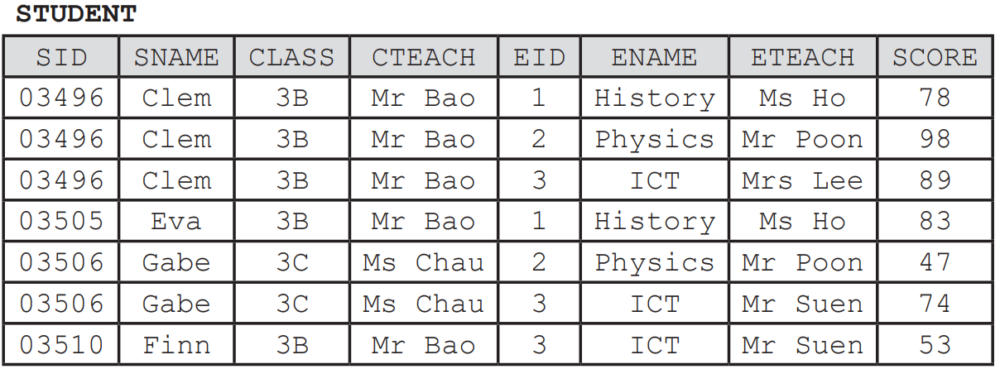 STUDENT
SID SNAME CLASS CTEACH EID ENAME ETEACH SCORE
03496 Clem 3B Mr Bao 1 History Ms Ho 78
03496 Clem 3B Mr Bao 2 Physics Mr Poon 98
03496 Clem 3B Mr Bao 3 ICT Mrs Lee 89
03505 Eva 3B Mr Bao 1 History Ms Ho 83
03506 Gabe 3C Ms Chau 2 Physics Mr Poon 47
03506 Gabe 3C Ms Chau 3 ICT Mr Suen 74
03510 Finn 3B Mr Bao 3 ICT Mr Suen 53